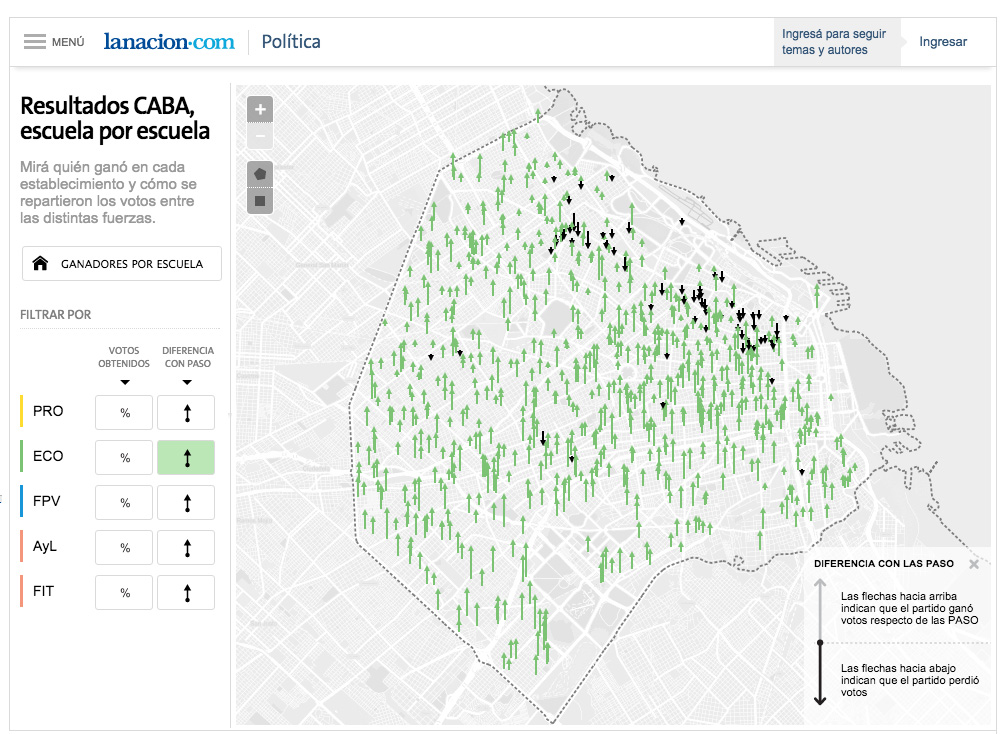 MENÚ
lanacion.com
Política
Ingresá para seguir
temas y autores
Ingresar
Resultados CABA,
escuela por escuela
Mirá quién ganó en cada
establecimiento y cómo se
repartieron los votos entre
las distintas fuerzas.
GANADORES POR ESCUELA
FILTRAR POR
VOTOS
OBTENIDOS
DIFERENCIA
CON PASO
PRO
%
ECO
%
FPV
%
AyL
%
FIT
%
+
−
DIFERENCIA CON LAS PASO
×
Las flechas hacia arriba
indican que el partido ganó
votos respecto de las PASO
Las flechas hacia abajo
indican que el partido perdió
votos